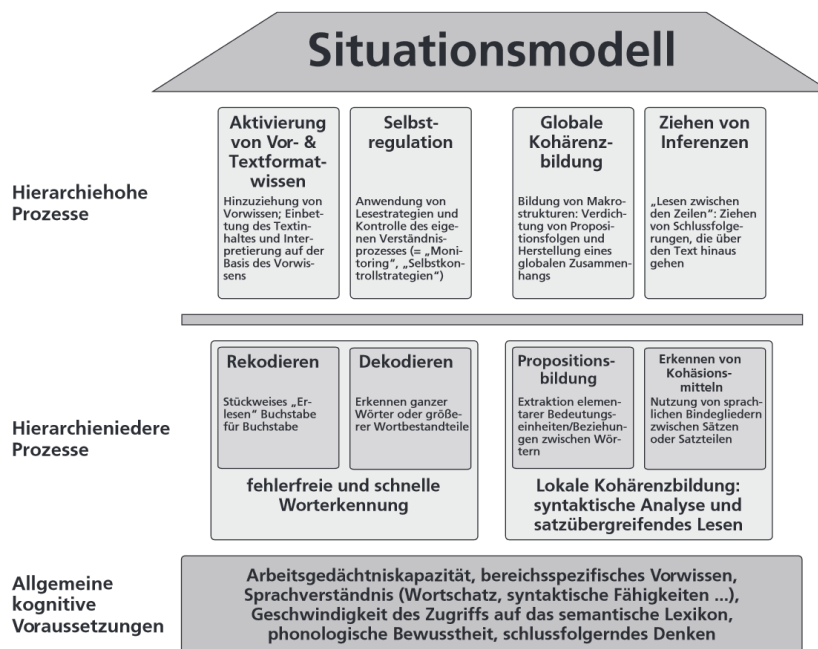 Situationsmodell
Hierarchiehohe
Prozesse
Aktivierung
von Vor- &
Textformat-
wissen
Hinzuziehung von
Vorwissen; Einbet-
tung des Textin-
haltes und Inter-
pretierung auf der
Basis des Vorwis-
sens
Selbst-
regulation
Anwendung von
Lesestrategien und
Kontrolle des eige-
nen Verständnis-
prozesses (= „Moni-
toring“, „Selbstkon-
trollstrategien“)
Globale
Kohärenz-
bildung
Bildung von Makro-
strukturen: Verdich-
tung von Proposi-
tionsfolgen und
Herstellung eines
globalen Zusammen-
hangs
Ziehen von
Inferenzen
„Lesen zwischen
den Zeilen“: Ziehen
von Schlussfolge-
rungen, die über
den Text hinaus
gehen
Hierarchieniedere
Prozesse
Rekodieren
Stückweises „Er-
lesen“ Buchstabe
für Buchstabe
Dekodieren
Erkennen ganzer
Wörter oder größe-
rer Wortbestandteile
fehlerfreie und schnelle
Worterkennung
Propositions-
bildung
Extraktion elemen-
tarer Bedeutungs-
einheiten/Beziehun-
gen zwischen Wör-
tern
Erkennen von
Kohäsions-
mitteln
Nutzung von sprach-
lichen Bindegliedern
zwischen Sätzen
oder Satzteilen
Lokale Kohärenzbildung:
syntaktische Analyse und
satzübergreifendes Lesen
Allgemeine
kognitive
Voraussetzungen
Arbeitsgedächtniskapazität, bereichsspezifisches Vorwissen,
Sprachverständnis (Wortschatz, syntaktische Fähigkeiten ...),
Geschwindigkeit des Zugriffs auf das semantische Lexikon,
phonologische Bewusstheit, schlussfolgerndes Denken